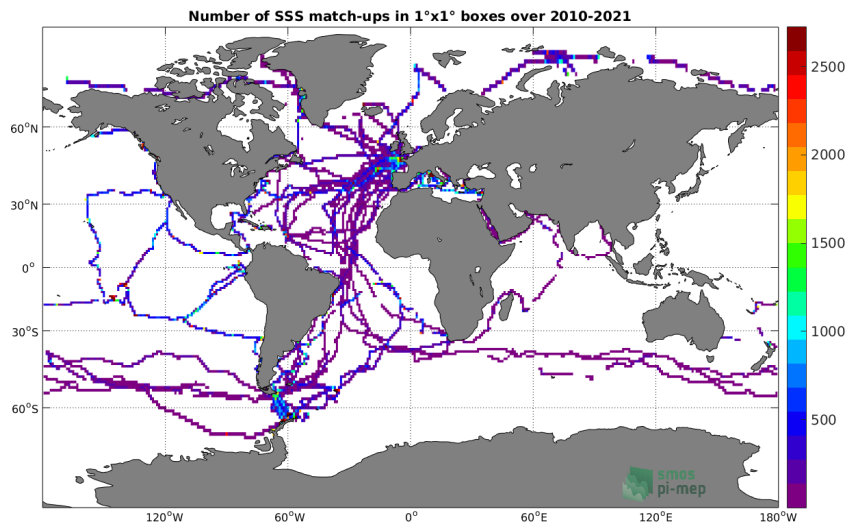 Number of SSS match-ups in 1°x1° boxes over 2010-2021
60°N
30°N
0°
30°S
60°S
120°W
60°W
0°
60°E
120°E
180°W
2500
2000
1500
1000
500
smos
pi-mep